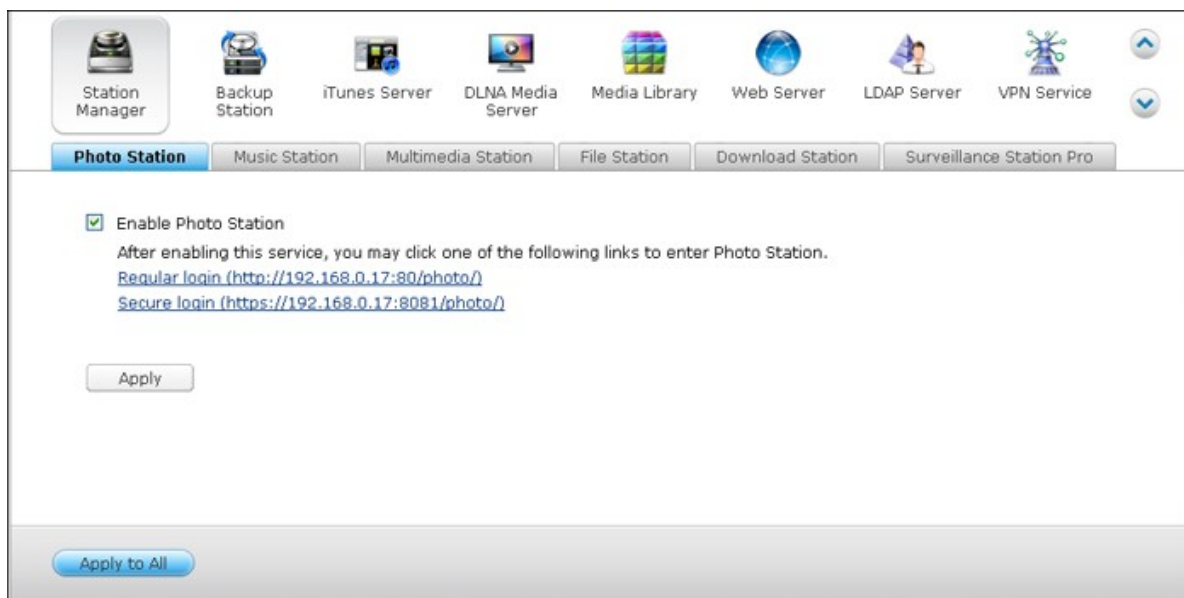 Station Manager
Backup Station
iTunes Server
DLNA Media Server
Media Library
Web Server
LDAP Server
VPN Service
Photo Station
Music Station
Multimedia Station
File Station
Download Station
Surveillance Station Pro
Enable Photo Station
After enabling this service, you may click one of the following links to enter Photo Station.
Regular login (http://192.168.0.17:80/photo/)
Secure login (https://192.168.0.17:8081/photo/)
Apply
Apply to All